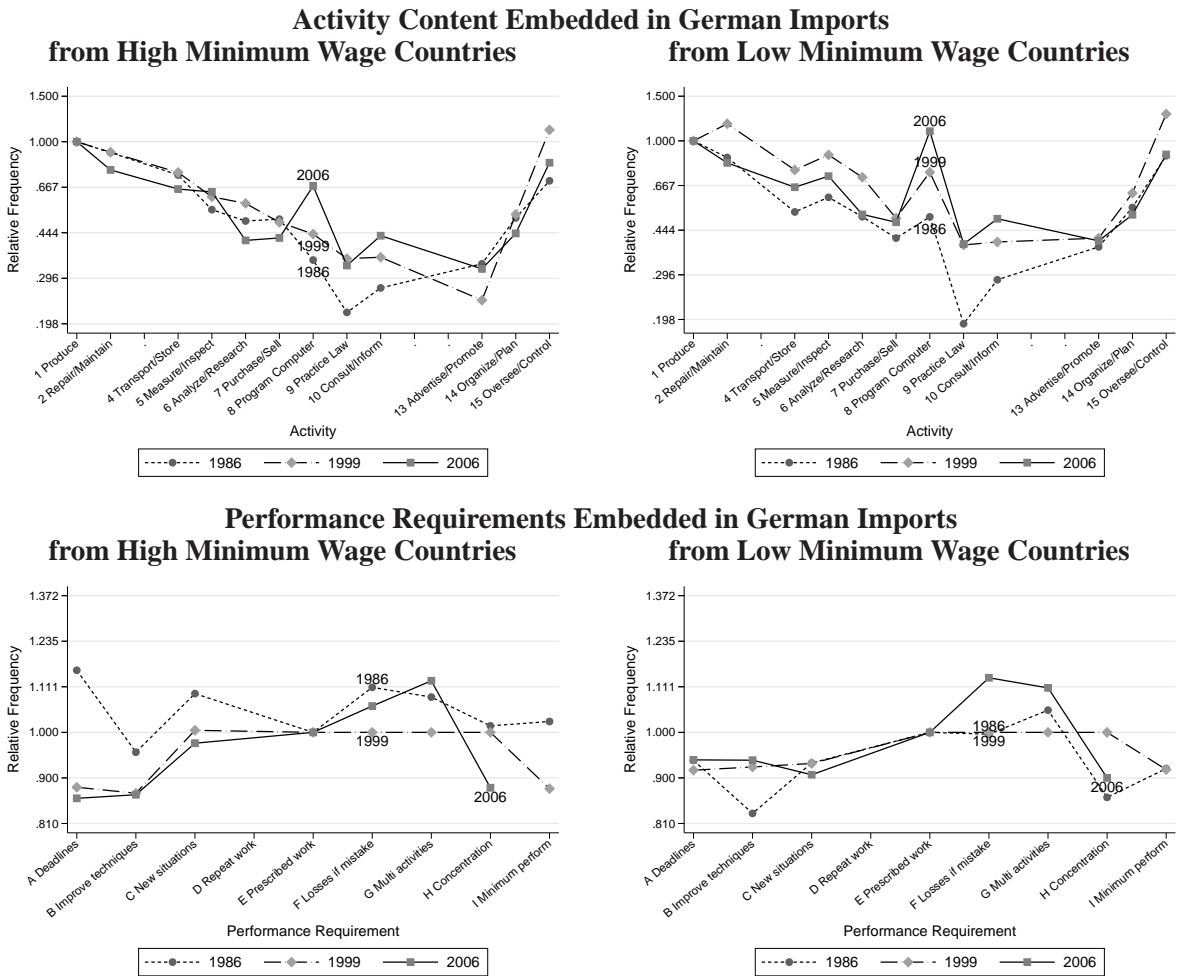 Activity Content Embedded in German Imports
from High Minimum Wage Countries
from Low Minimum Wage Countries
Relative Frequency
1.500
1.000
.667
.444
.296
.198
2006
1999
1986
1 Produce
2 Repair/Maintain
.
4 Transport/Store
5 Measure/Inspect
6 Analyze/Research
7 Purchase/Sell
8 Program Computer
9 Practice Law
10 Consult/Inform
.
.
13 Advertise/Promote
14 Organize/Plan
15 Oversee/Control
Activity
1986 1999 2006
Relative Frequency
1.500
1.000
.667
.444
.296
.198
2006
1999
1986
1 Produce
2 Repair/Maintain
.
4 Transport/Store
5 Measure/Inspect
6 Analyze/Research
7 Purchase/Sell
8 Program Computer
9 Practice Law
10 Consult/Inform
.
.
13 Advertise/Promote
14 Organize/Plan
15 Oversee/Control
Activity
1986 1999 2006
Performance Requirements Embedded in German Imports
from High Minimum Wage Countries
from Low Minimum Wage Countries
Relative Frequency
1.372
1.235
1.111
1.000
.900
.810
1986
1999
2006
A Deadlines
B Improve techniques
C New situations
D Repeat work
E Prescribed work
F Losses if mistake
G Multi activities
H Concentration
I Minimum perform
Performance Requirement
1986 1999 2006
Relative Frequency
1.372
1.235
1.111
1.000
.900
.810
1986
1999
2006
A Deadlines
B Improve techniques
C New situations
D Repeat work
E Prescribed work
F Losses if mistake
G Multi activities
H Concentration
I Minimum perform
Performance Requirement
1986 1999 2006